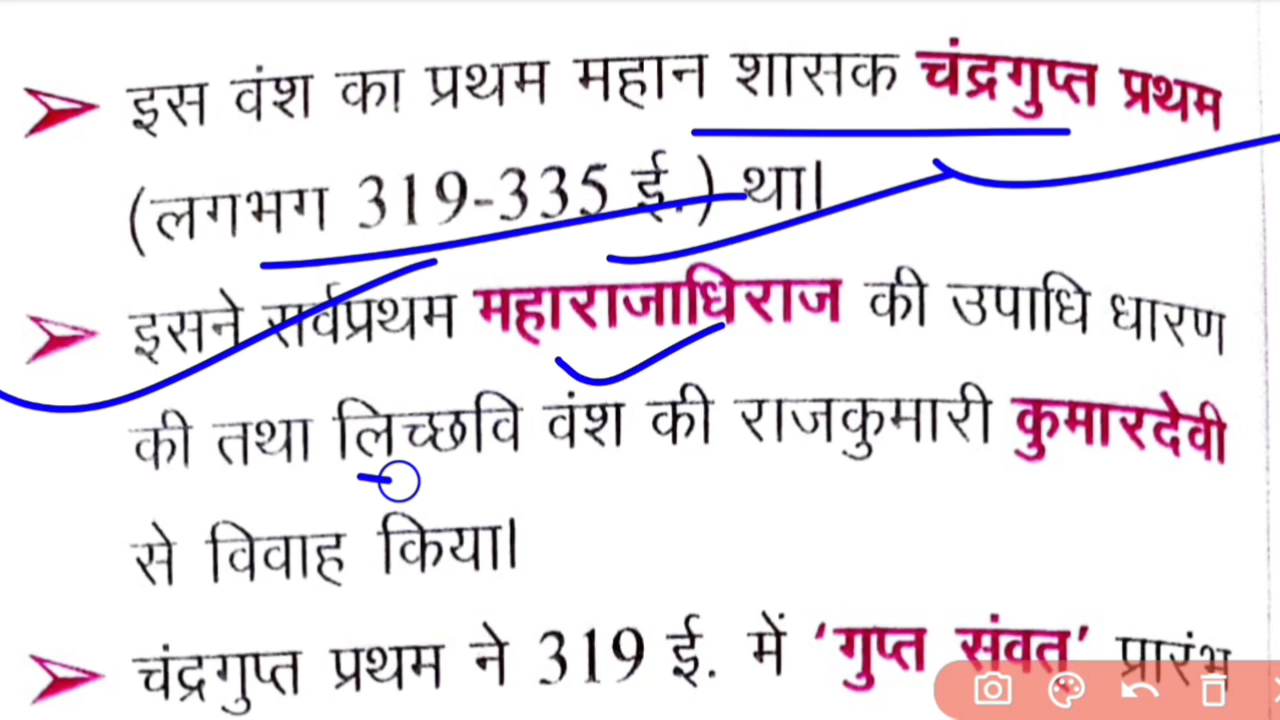 इस वंश का प्रथम महान शासक चंद्रगुप्त प्रथम
(लगभग 319-335 ई.) था।
इसने सर्वप्रथम महाराजाधिराज की उपाधि धारण
की तथा लिच्छवि वंश की राजकुमारी कुमारदेवी
से विवाह किया।
चंद्रगुप्त प्रथम ने 319 ई. में ‘गुप्त संवत्’ प्रारंभ